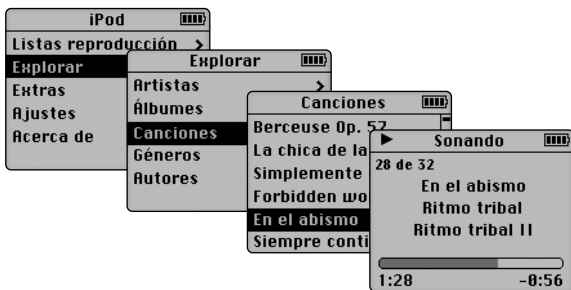 iPod
Listas reproducción >
Explorar
Extras
Ajustes
Acerca de
Explorar
Artistas >
Álbumes
Canciones
Géneros
Autores
Canciones
Berceuse Op. 57
La chica de la
Simplemente
Forbidden
En el abismo
Siempre
Sonando
28 de 32
En el abismo
Ritmo tribal
Ritmo tribal II
1:28 -0:56